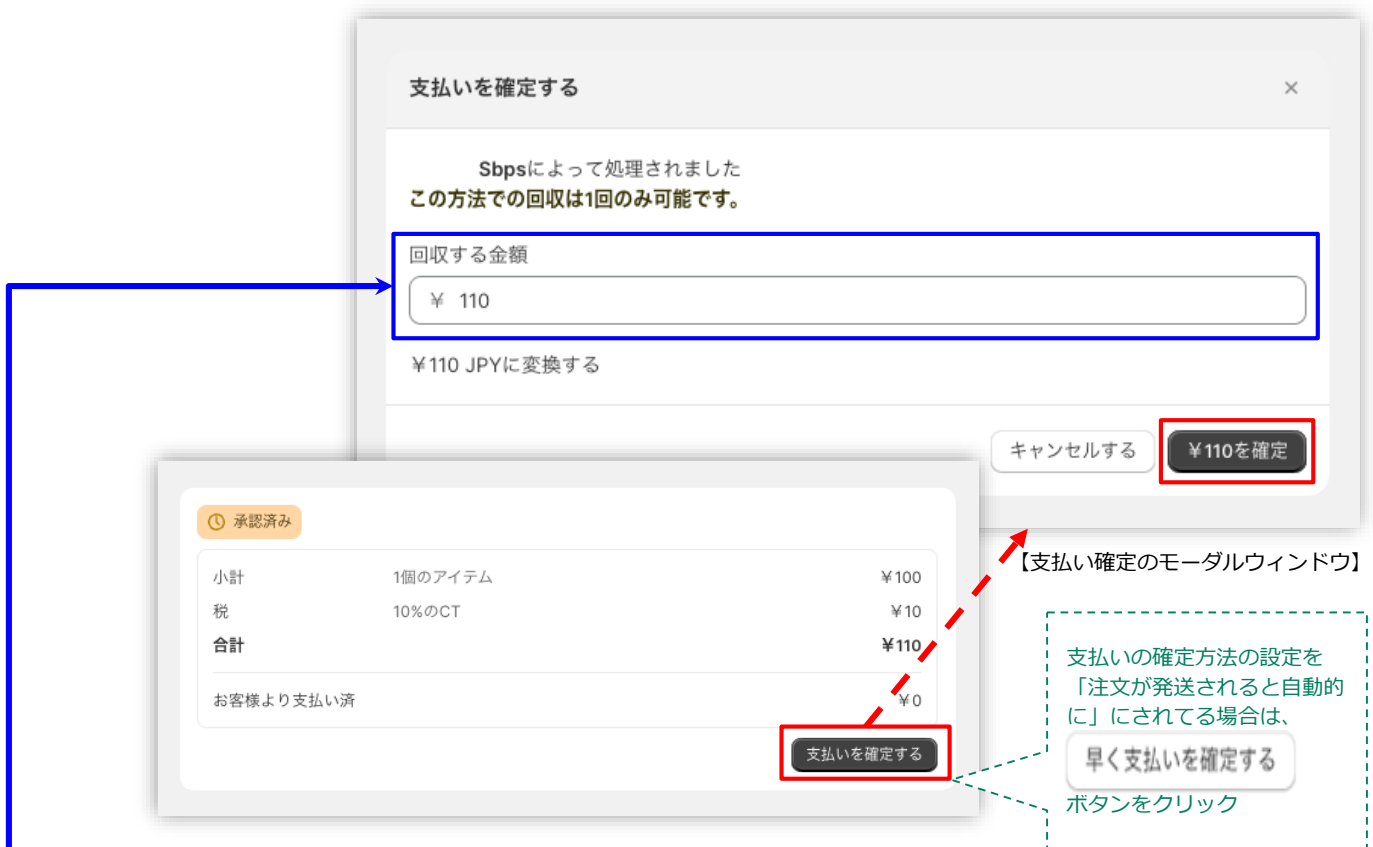 支払いを確定する
×
Sbpsによって処理されました
この方法での回収は1回のみ可能です。
回収する金額
¥ 110
¥110 JPYに変換する
キャンセルする
¥110を確定
承認済み
小計 1個のアイテム ¥100
税 10%のCT ¥10
合計 ¥110
お客様より支払い済 ¥0
支払いを確定する
【支払い確定のモーダルウィンドウ】
支払いの確定方法の設定を
「注文が発送されると自動的
に」にされてる場合は、
早く支払いを確定する
ボタンをクリック